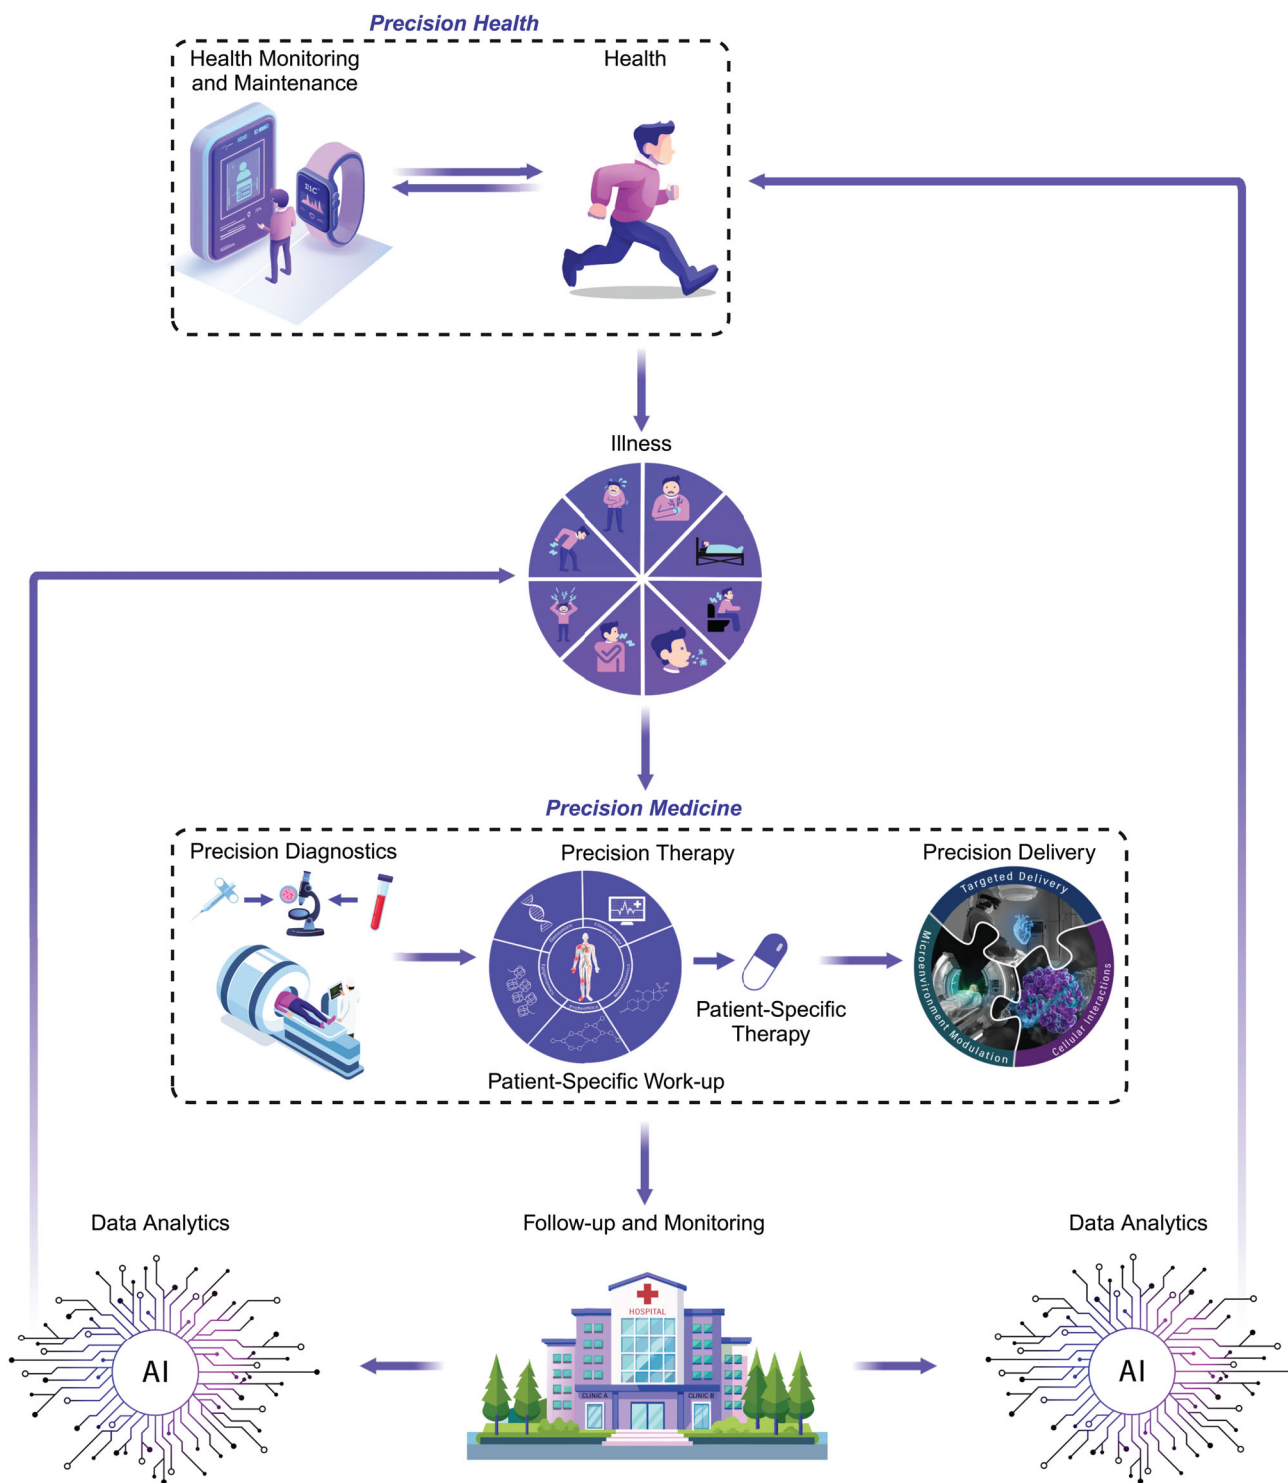 Precision Health
Health Monitoring
and Maintenance
Health
Illness
Precision Medicine
Precision Diagnostics
Precision Therapy
Precision Delivery
Targeted Delivery
Microenvironment Modulation
Cellular Interactions
Patient-Specific
Therapy
Patient-Specific Work-up
Data Analytics
Follow-up and Monitoring
Data Analytics
HOSPITAL
CLINIC A
CLINIC B
AI
AI